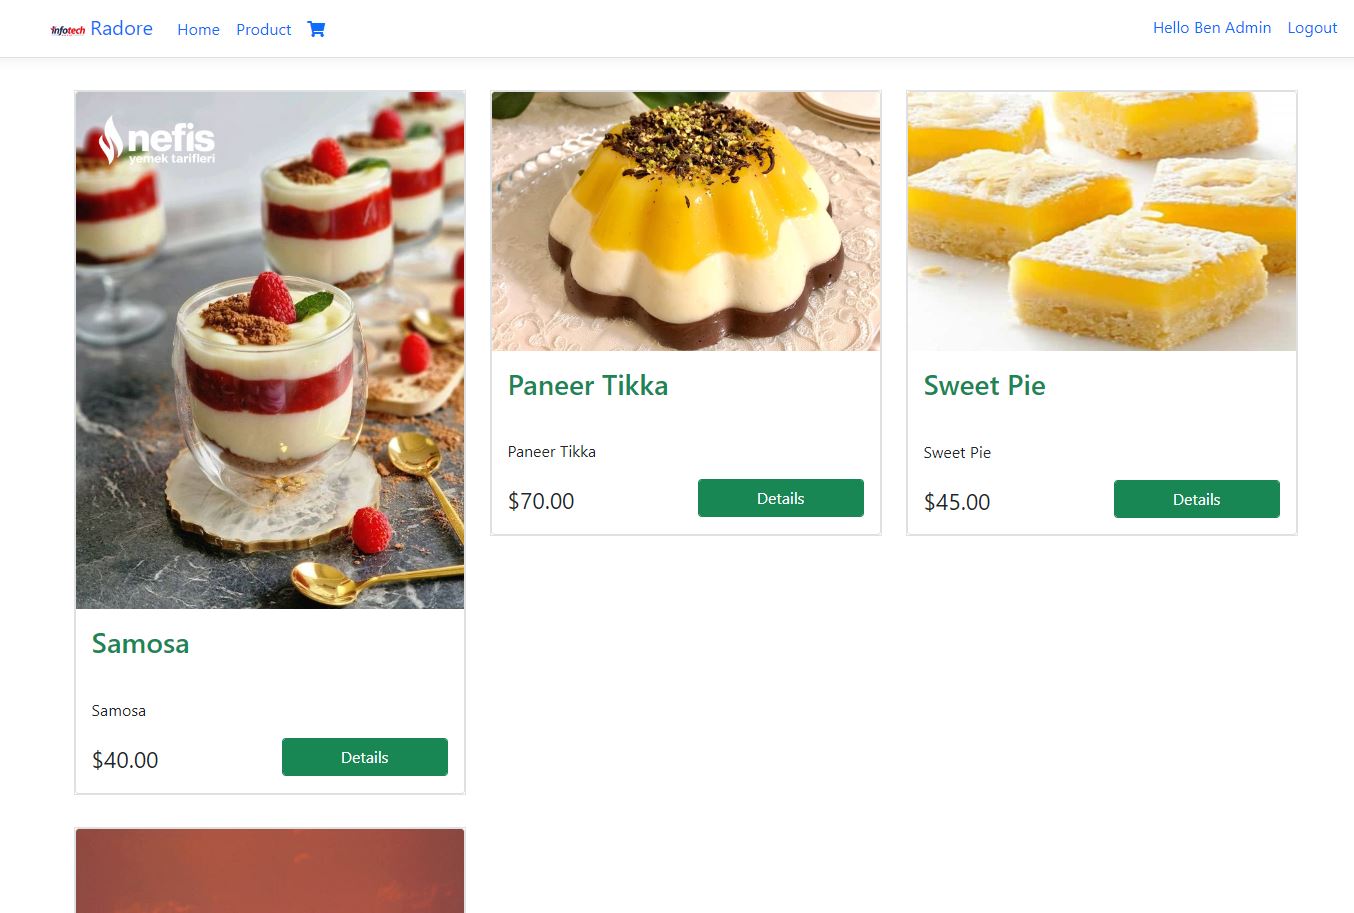 infotech Radore Home Product Hello Ben Admin Logout
nefis
yemek tarifleri
Samosa
Samosa
$40.00 Details
Paneer Tikka
Paneer Tikka
$70.00 Details
Sweet Pie
Sweet Pie
$45.00 Details